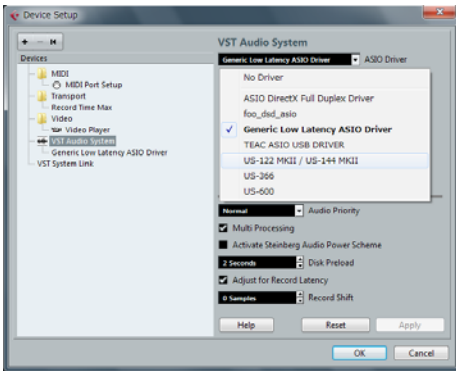 Device Setup
+ - |◄
VST Audio System
Devices
Generic Low Latency ASIO Driver
ASIO Driver
MIDI
MIDI Port Setup
Transport
Record Time Max
Video
Video Player
VST Audio System
Generic Low Latency ASIO Driver
VST System Link
No Driver
ASIO DirectX Full Duplex Driver
foo_dsd_asio
✓ Generic Low Latency ASIO Driver
TEAC ASIO USB DRIVER
US-122 MKII / US-144 MKII
US-366
US-600
Normal Audio Priority
Multi Processing
Activate Steinberg Audio Power Scheme
2 Seconds Disk Preload
Adjust for Record Latency
0 Samples Record Shift
Help Reset Apply
OK Cancel